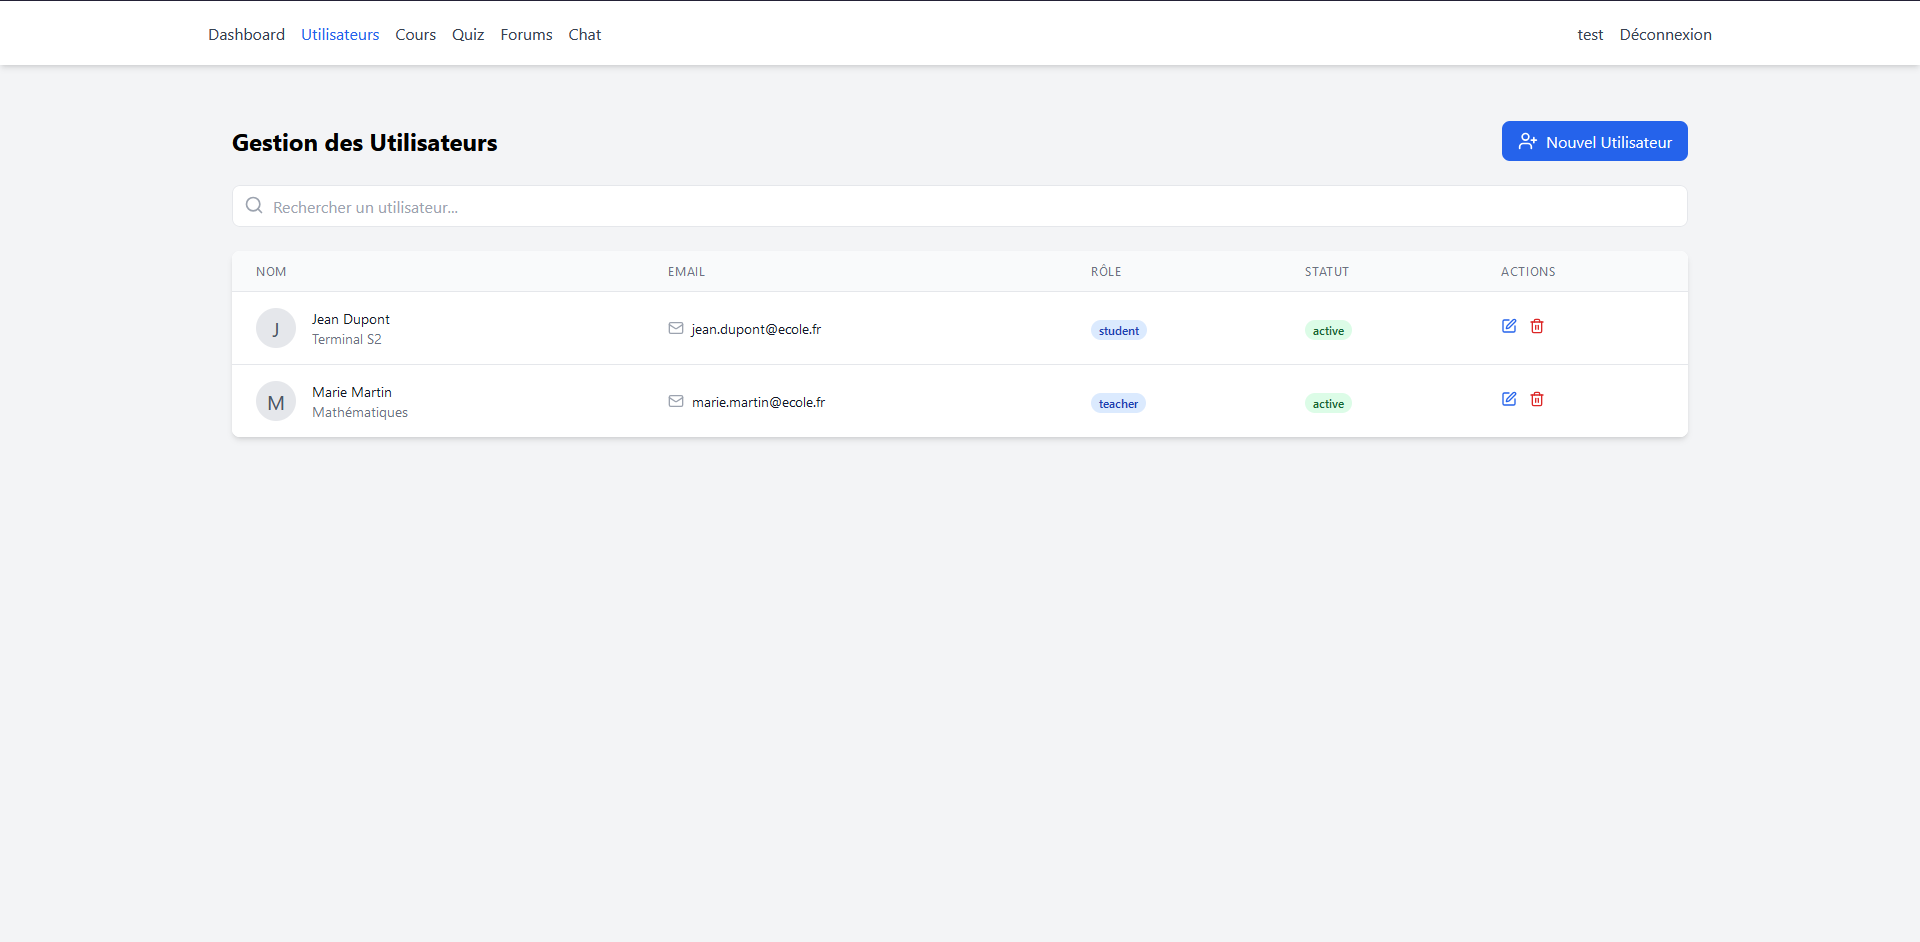 Dashboard Utilisateurs Cours Quiz Forums Chat test Déconnexion
Gestion des Utilisateurs
Nouvel Utilisateur
Rechercher un utilisateur...
NOM EMAIL RÔLE STATUT ACTIONS
J Jean Dupont jean.dupont@ecole.fr student active
Terminal S2
M Marie Martin marie.martin@ecole.fr teacher active
Mathématiques